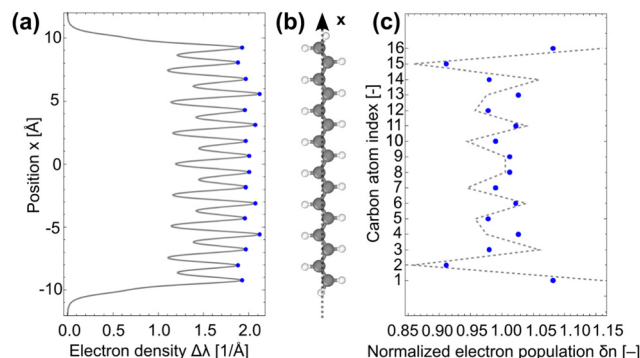 (a)
Position x [Å]
10
5
0
-5
-10
0.0 0.5 1.0 1.5 2.0
Electron density Δλ [1/Å]
(b)
x
(c)
Carbon atom index [-]
16
15
14
13
12
11
10
9
8
7
6
5
4
3
2
1
0.85 0.90 0.95 1.00 1.05 1.10 1.15
Normalized electron population δn [–]